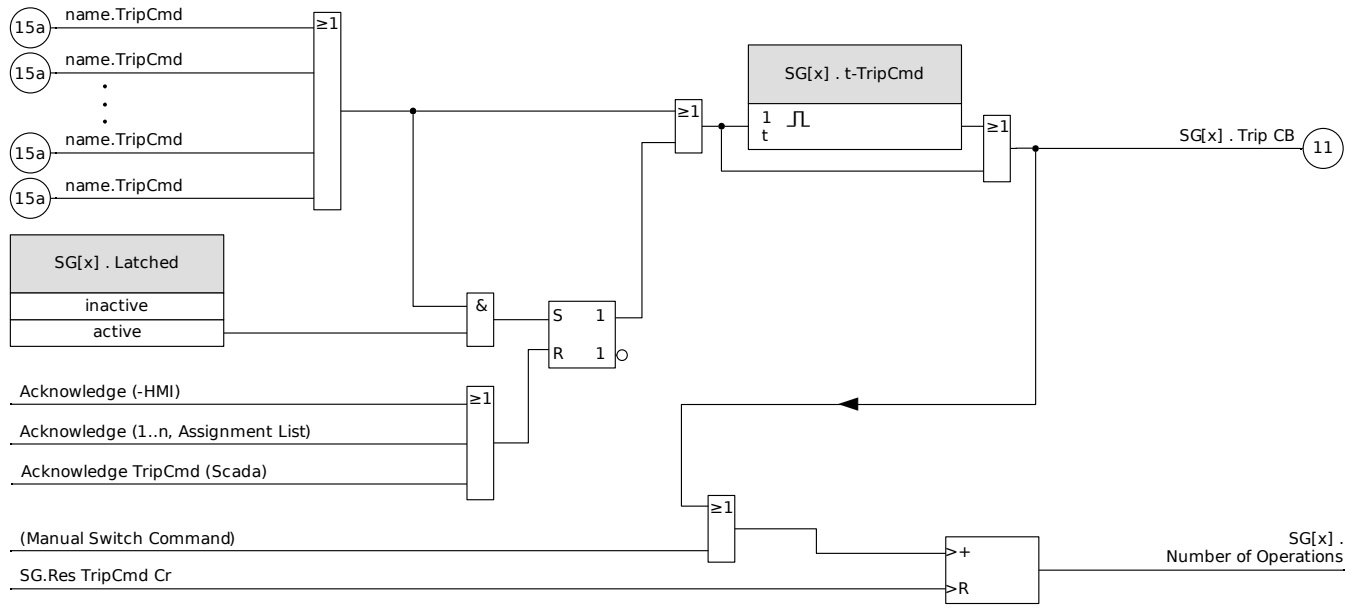 15a
name.TripCmd
15a
name.TripCmd
15a
name.TripCmd
15a
name.TripCmd
≥1
≥1
SG[x] . t-TripCmd
1
t
≥1
SG[x] . Trip CB
11
SG[x] . Latched
inactive
active
&
S 1
R 1
Acknowledge (-HMI)
Acknowledge (1..n, Assignment List)
Acknowledge TripCmd (Scada)
≥1
(Manual Switch Command)
SG.Res TripCmd Cr
≥1
>+
>R
SG[x] .
Number of Operations